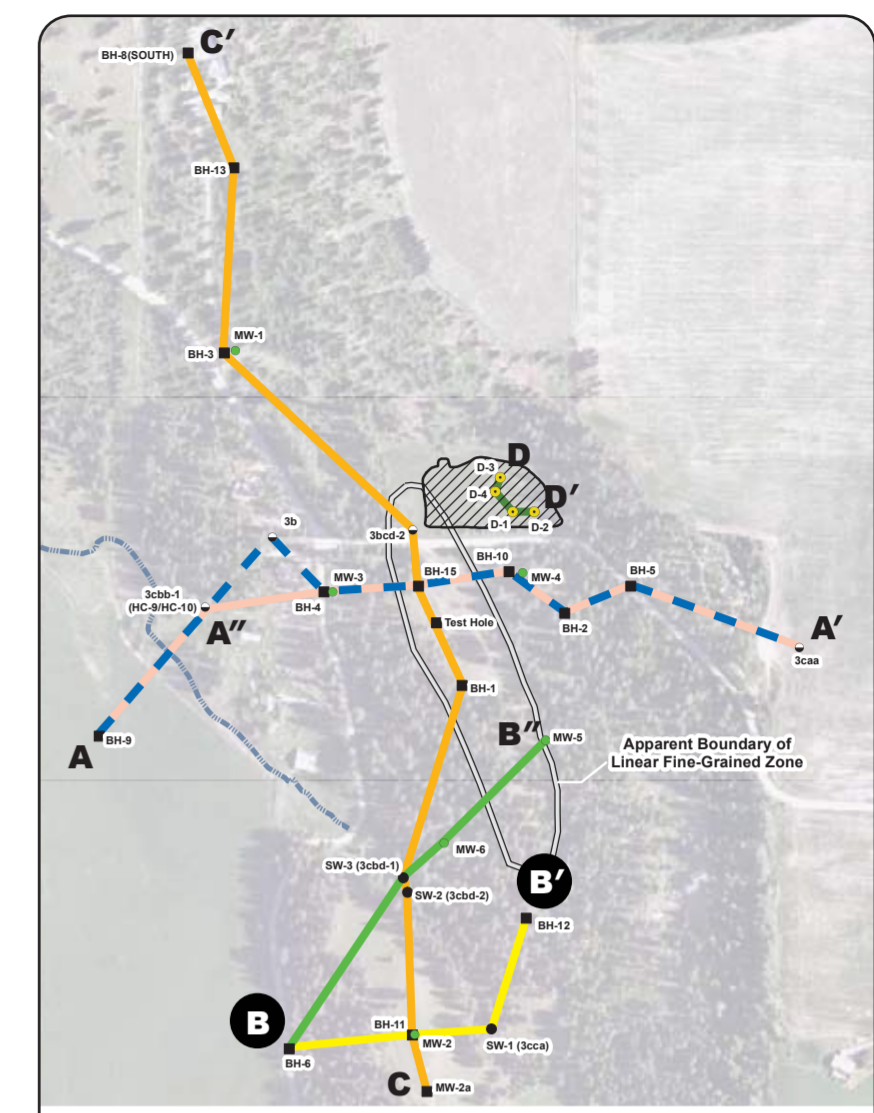 C′
BH-8(SOUTH)
BH-13
MW-1
BH-3
D
D-3
D-4
D′
D-1
D-2
3b
3bcd-2
BH-10
MW-3
BH-15
MW-4
BH-5
3cbb-1
(HC-9/HC-10)
BH-4
A″
Test Hole
BH-2
A′
3caa
BH-1
A
BH-9
B″
MW-5
Apparent Boundary of
Linear Fine-Grained Zone
MW-6
SW-3 (3cbd-1)
SW-2 (3cbd-2)
B′
BH-12
B
BH-11
MW-2
SW-1 (3cca)
BH-6
C
MW-2a